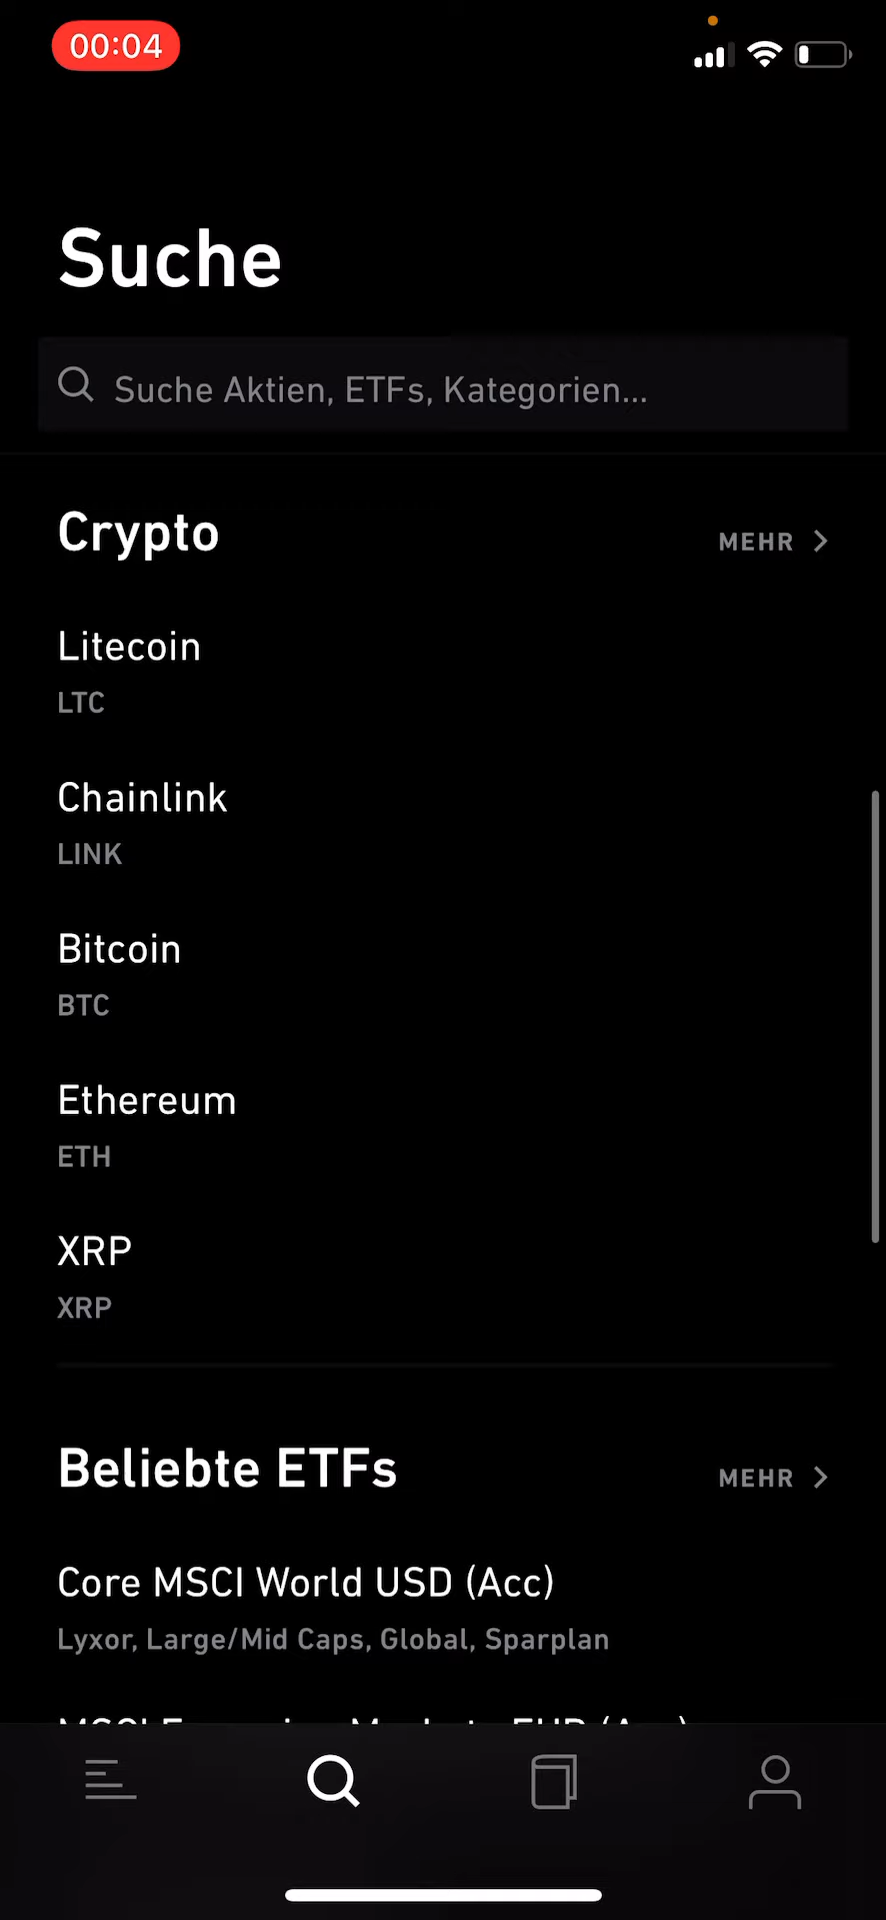 00:04
Suche
Suche Aktien, ETFs, Kategorien...
Crypto
MEHR
Litecoin
LTC
Chainlink
LINK
Bitcoin
BTC
Ethereum
ETH
XRP
XRP
Beliebte ETFs
MEHR
Core MSCI World USD (Acc)
Lyxor, Large/Mid Caps, Global, Sparplan